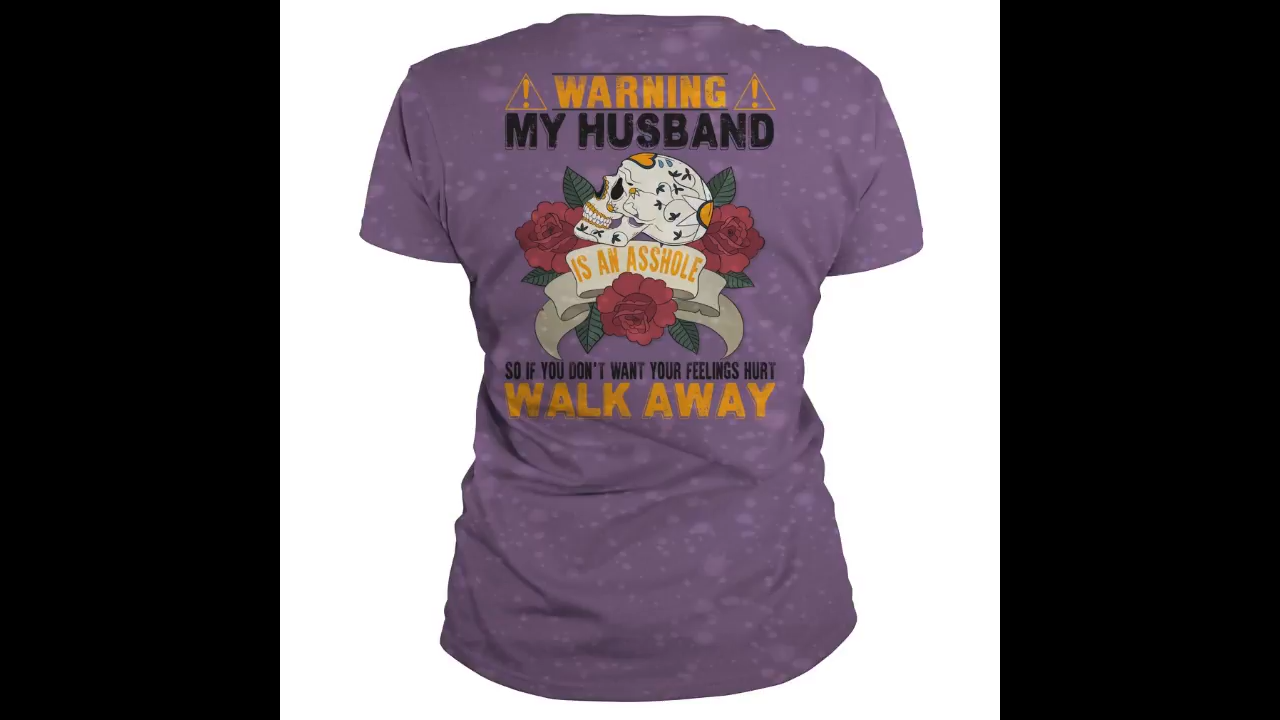 WARNING
MY HUSBAND
IS AN ASSHOLE
SO IF YOU DON'T WANT YOUR FEELINGS HURT
WALK AWAY